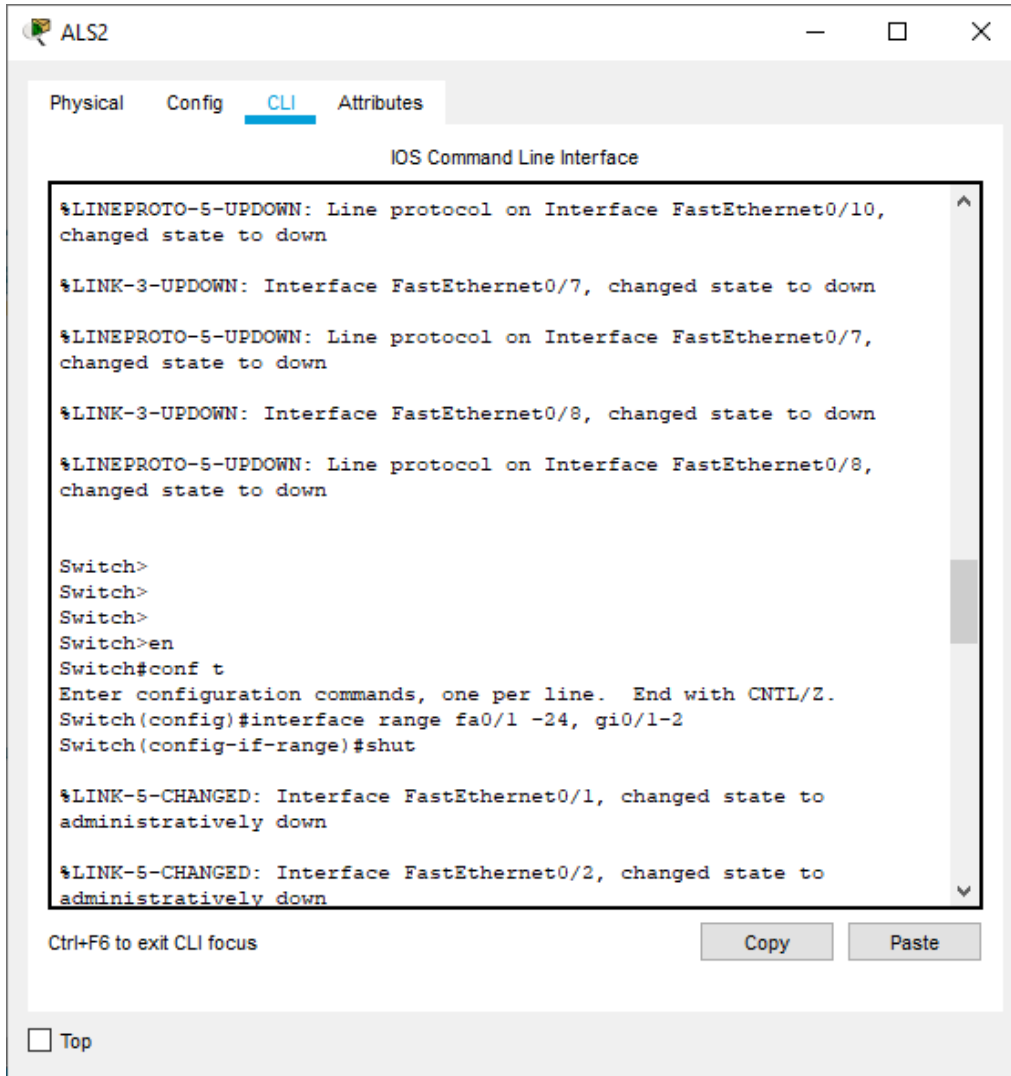 ALS2
Physical Config CLI Attributes
IOS Command Line Interface
%LINEPROTO-5-UPDOWN: Line protocol on Interface FastEthernet0/10,
changed state to down
%LINK-3-UPDOWN: Interface FastEthernet0/7, changed state to down
%LINEPROTO-5-UPDOWN: Line protocol on Interface FastEthernet0/7,
changed state to down
%LINK-3-UPDOWN: Interface FastEthernet0/8, changed state to down
%LINEPROTO-5-UPDOWN: Line protocol on Interface FastEthernet0/8,
changed state to down
Switch>
Switch>
Switch>
Switch>en
Switch#conf t
Enter configuration commands, one per line.  End with CNTL/Z.
Switch(config)#interface range fa0/1 -24, gi0/1-2
Switch(config-if-range)#shut
%LINK-5-CHANGED: Interface FastEthernet0/1, changed state to
administratively down
%LINK-5-CHANGED: Interface FastEthernet0/2, changed state to
administratively down
Ctrl+F6 to exit CLI focus
Copy Paste
Top